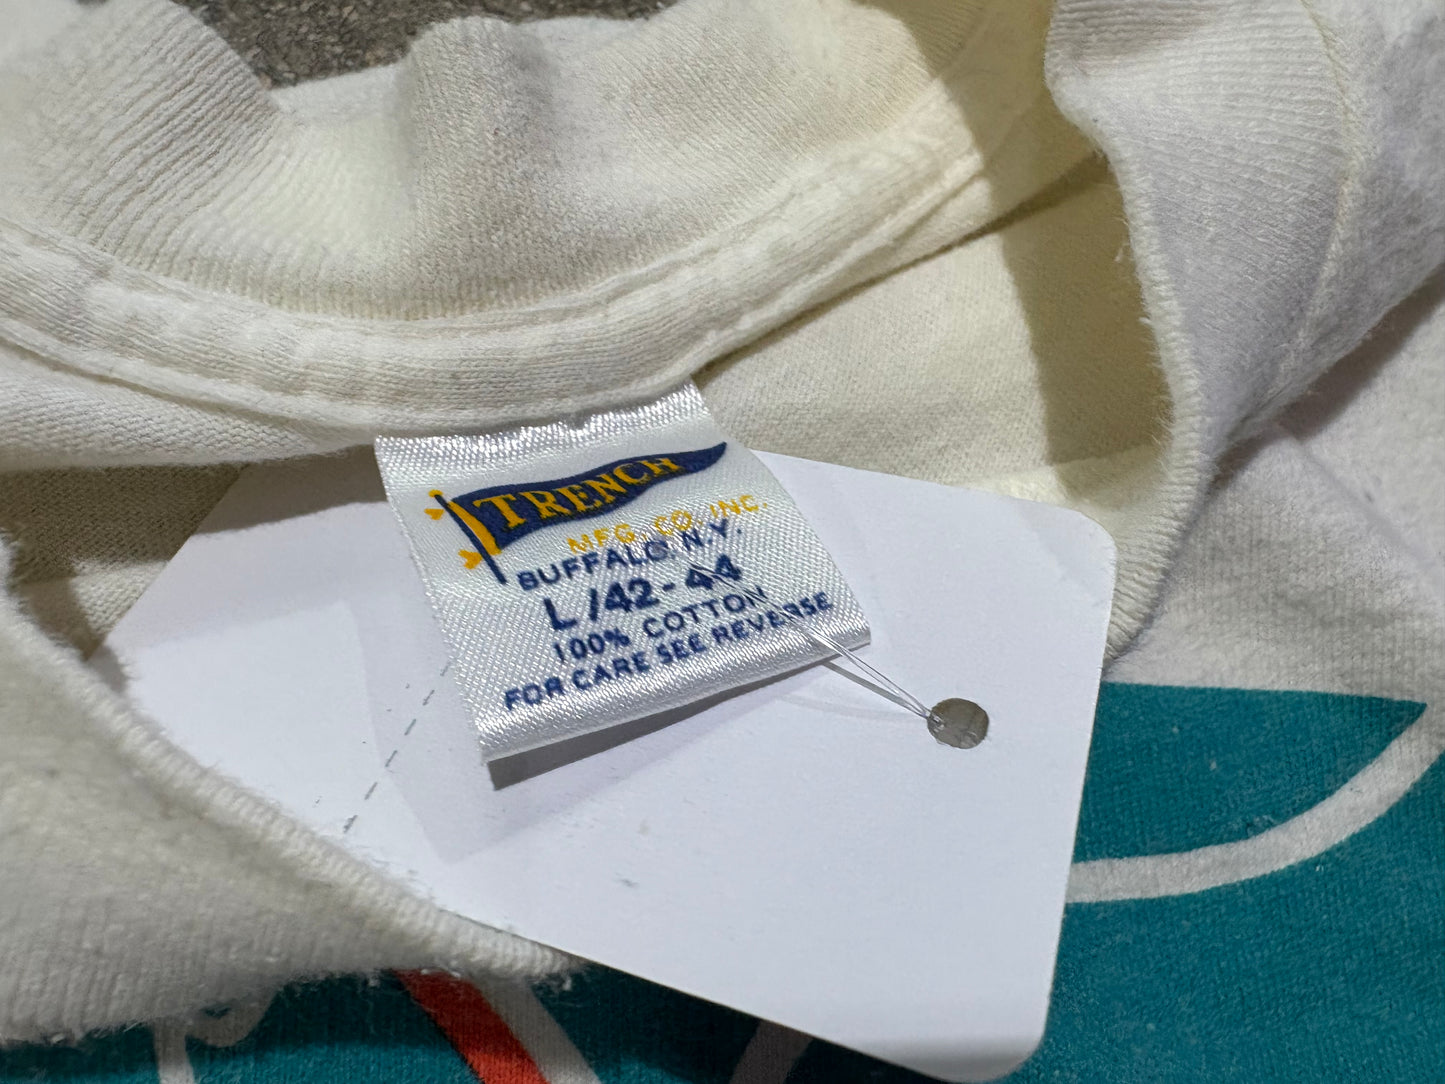 TRENCH
MFG. CO. INC.
BUFFALO N.Y.
L/42-44
100% COTTON
FOR CARE SEE REVERSE